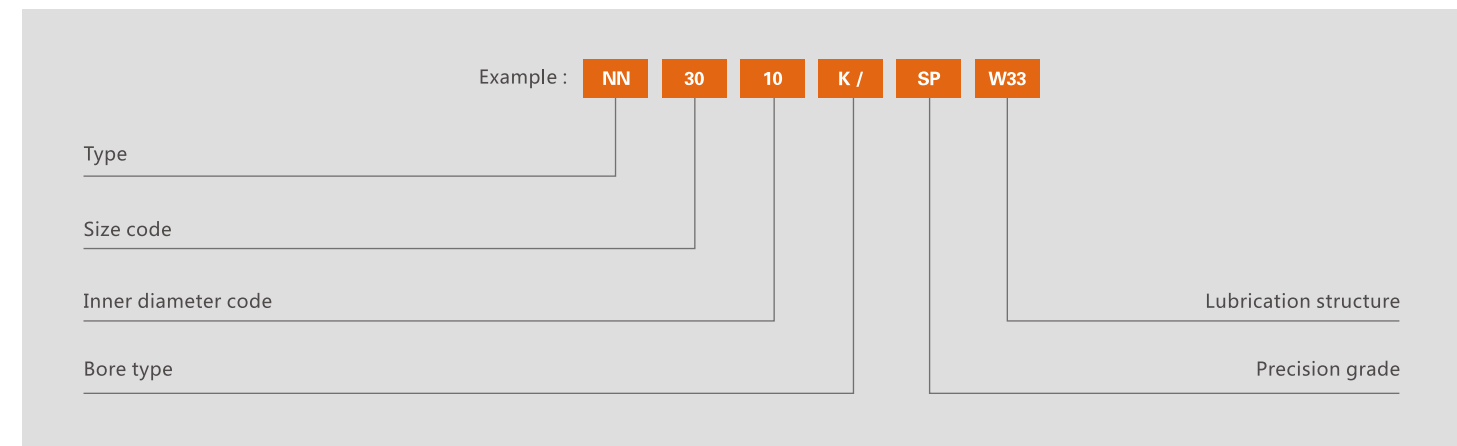 Example : NN 30 10 K / SP W33
Type
Size code
Inner diameter code
Lubrication structure
Bore type
Precision grade